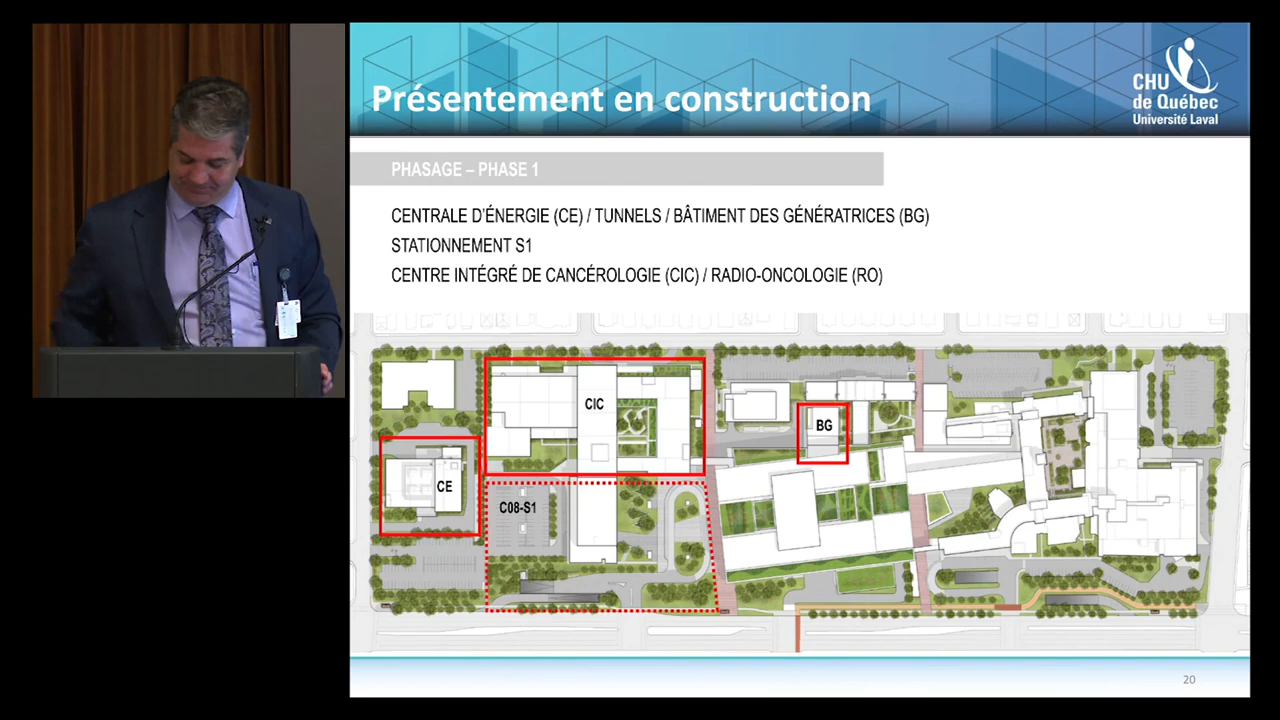 Présentement en construction
CHU
de Québec
Université Laval
PHASAGE – PHASE 1
CENTRALE D'ÉNERGIE (CE) / TUNNELS / BÂTIMENT DES GÉNÉRATRICES (BG)
STATIONNEMENT S1
CENTRE INTÉGRÉ DE CANCÉROLOGIE (CIC) / RADIO-ONCOLOGIE (RO)
CIC
BG
CE
C08-S1
20